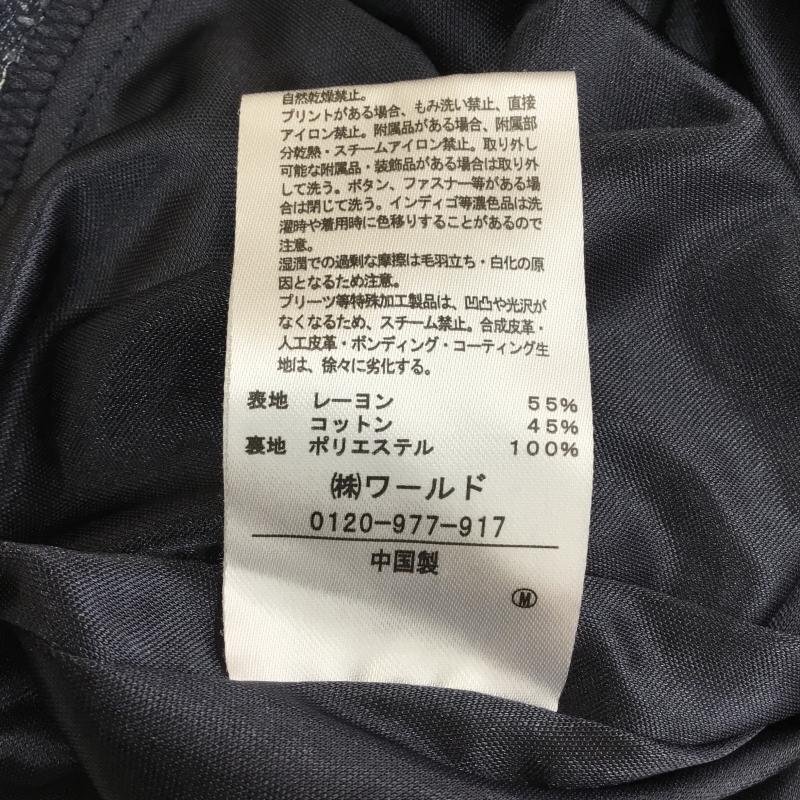 自然乾燥禁止。
プリントがある場合、もみ洗い禁止、直接
アイロン禁止。附属品がある場合、附属部
分乾熱・スチームアイロン禁止。取り外し
可能な附属品・装飾品がある場合は取り外
して洗う。ボタン、ファスナー等がある場
合は閉じて洗う。インディゴ等濃色品は洗
濯時や着用時に色移りすることがあるので
注意。
湿潤での過剰な摩擦は毛羽立ち・白化の原
因となるため注意。
プリーツ等特殊加工製品は、凹凸や光沢が
なくなるため、スチーム禁止。合成皮革・
人工皮革・ボンディング・コーティング生
地は、徐々に劣化する。
表地 レーヨン 55%
コットン 45%
裏地 ポリエステル 100%
㈱ワールド
0120-977-917
中国製
Ⓜ